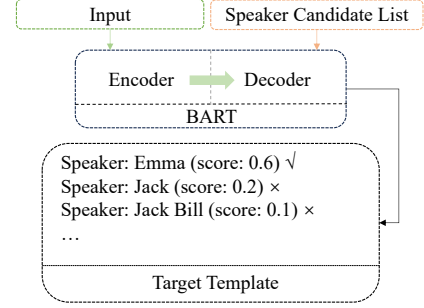 Input
Speaker Candidate List
Encoder
Decoder
BART
Speaker: Emma (score: 0.6) √
Speaker: Jack (score: 0.2) ×
Speaker: Jack Bill (score: 0.1) ×
…
Target Template